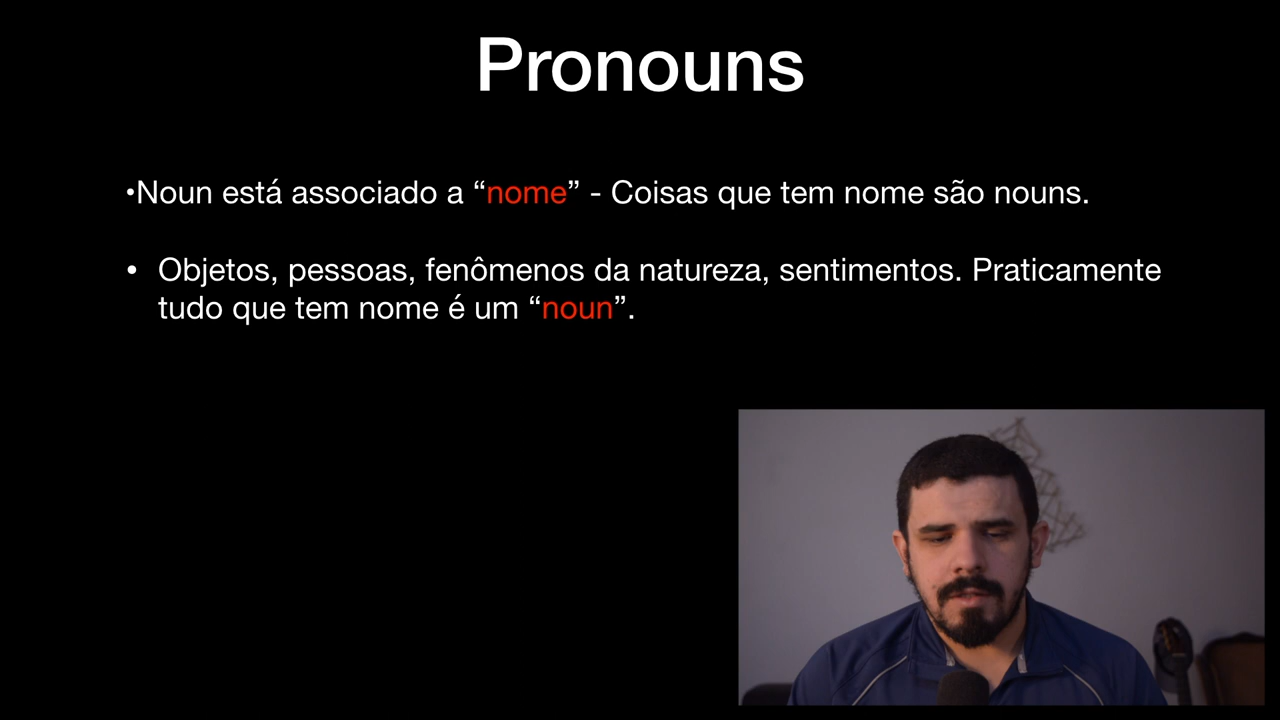 Pronouns
•Noun está associado a “nome” - Coisas que tem nome são nouns.
• Objetos, pessoas, fenômenos da natureza, sentimentos. Praticamente
tudo que tem nome é um “noun”.